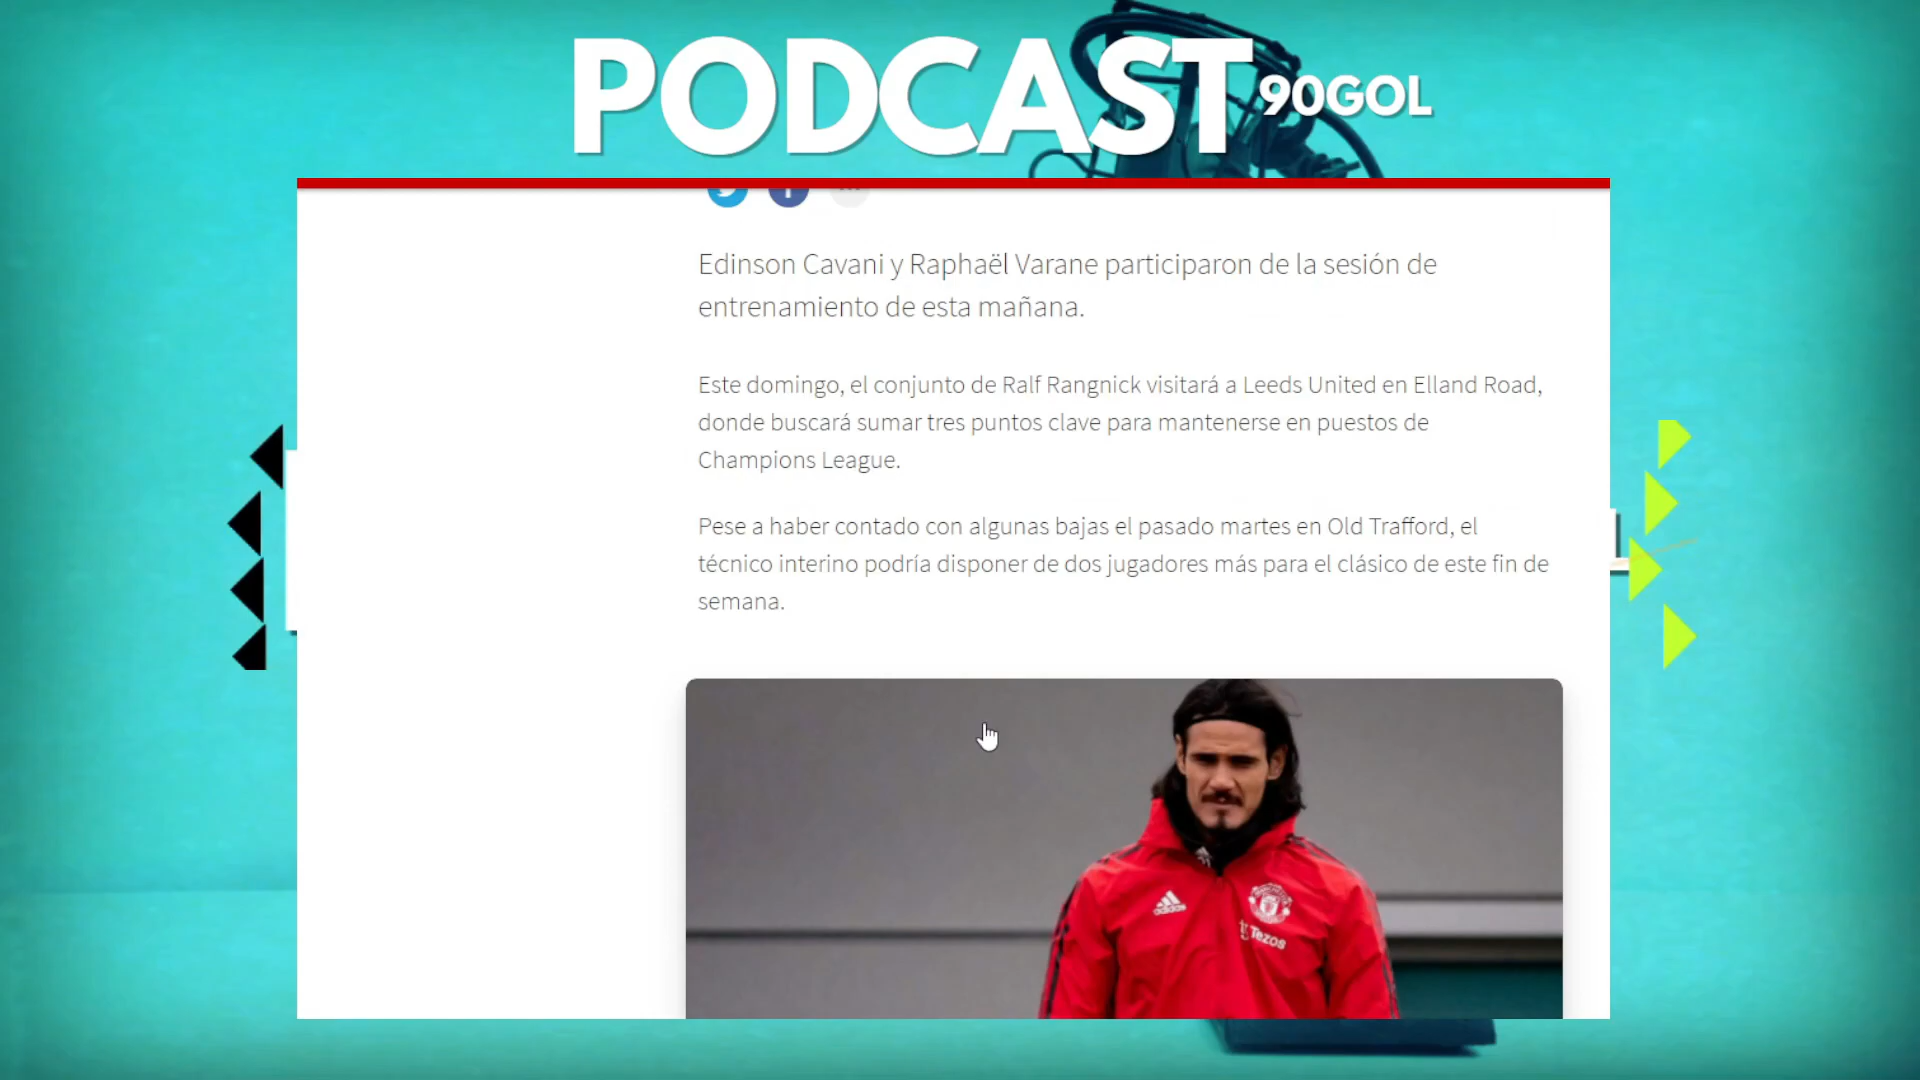 PODCAST 90GOL
Edinson Cavani y Raphaël Varane participaron de la sesión de
entrenamiento de esta mañana.
Este domingo, el conjunto de Ralf Rangnick visitará a Leeds United en Elland Road,
donde buscará sumar tres puntos clave para mantenerse en puestos de
Champions League.
Pese a haber contado con algunas bajas el pasado martes en Old Trafford, el
técnico interino podría disponer de dos jugadores más para el clásico de este fin de
semana.
adidas
Tezos